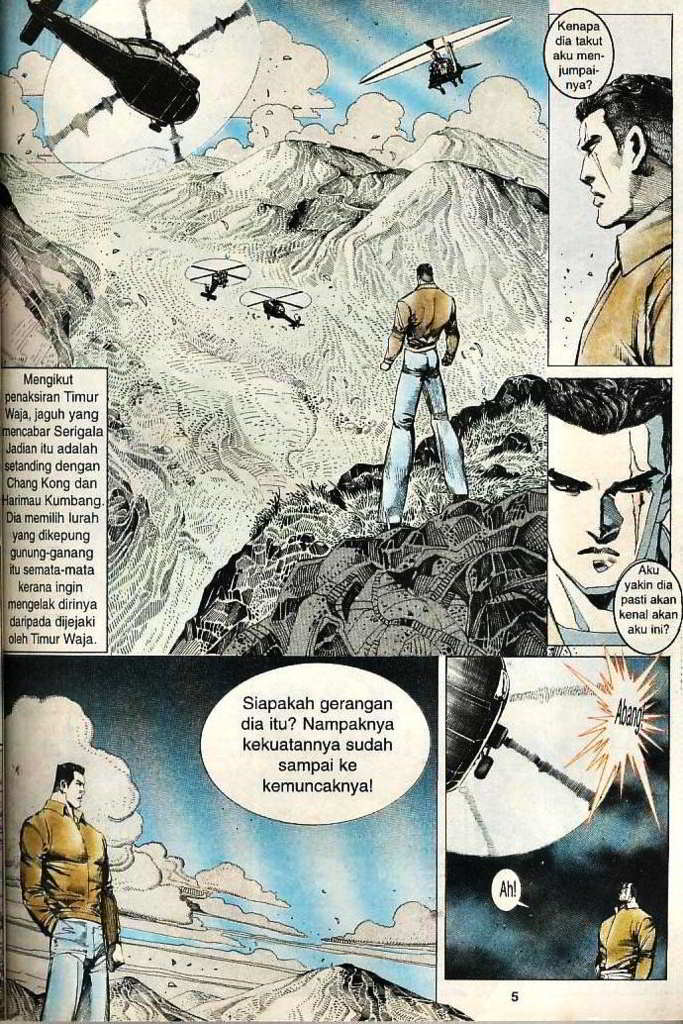 Kenapa
dia takut
aku men-
jumpai-
nya?
Mengikut
penaksiran Timur
Waja, jaguh yang
mencabar Serigala
Jadian itu adalah
setanding dengan
Chang Kong dan
Harimau Kumbang.
Dia memilih lurah
yang dikepung
gunung-ganang
itu semata-mata
kerana ingin
mengelak dirinya
daripada dijejaki
oleh Timur Waja.
Aku
yakin dia
pasti akan
kenal akan
aku ini?
Siapakah gerangan
dia itu? Nampaknya
kekuatannya sudah
sampai ke
kemuncaknya!
Abang!
Ah!
5